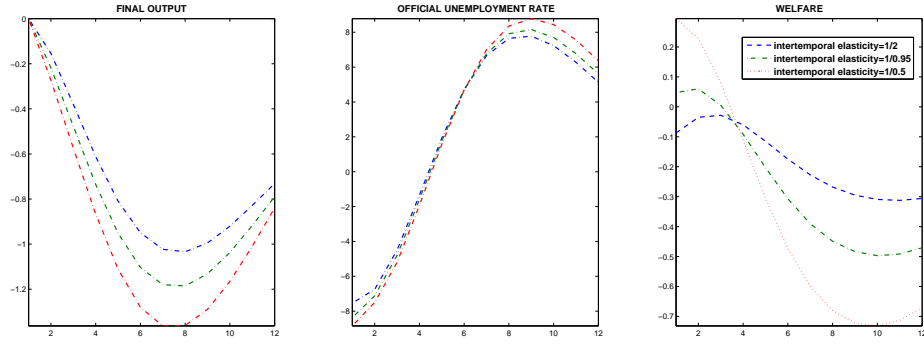 FINAL OUTPUT
0
−0.2
−0.4
−0.6
−0.8
−1
−1.2
2 4 6 8 10 12
OFFICIAL UNEMPLOYMENT RATE
8
6
4
2
0
−2
−4
−6
−8
2 4 6 8 10 12
WELFARE
intertemporal elasticity=1/2
intertemporal elasticity=1/0.95
intertemporal elasticity=1/0.5
0.2
0.1
0
−0.1
−0.2
−0.3
−0.4
−0.5
−0.6
−0.7
2 4 6 8 10 12